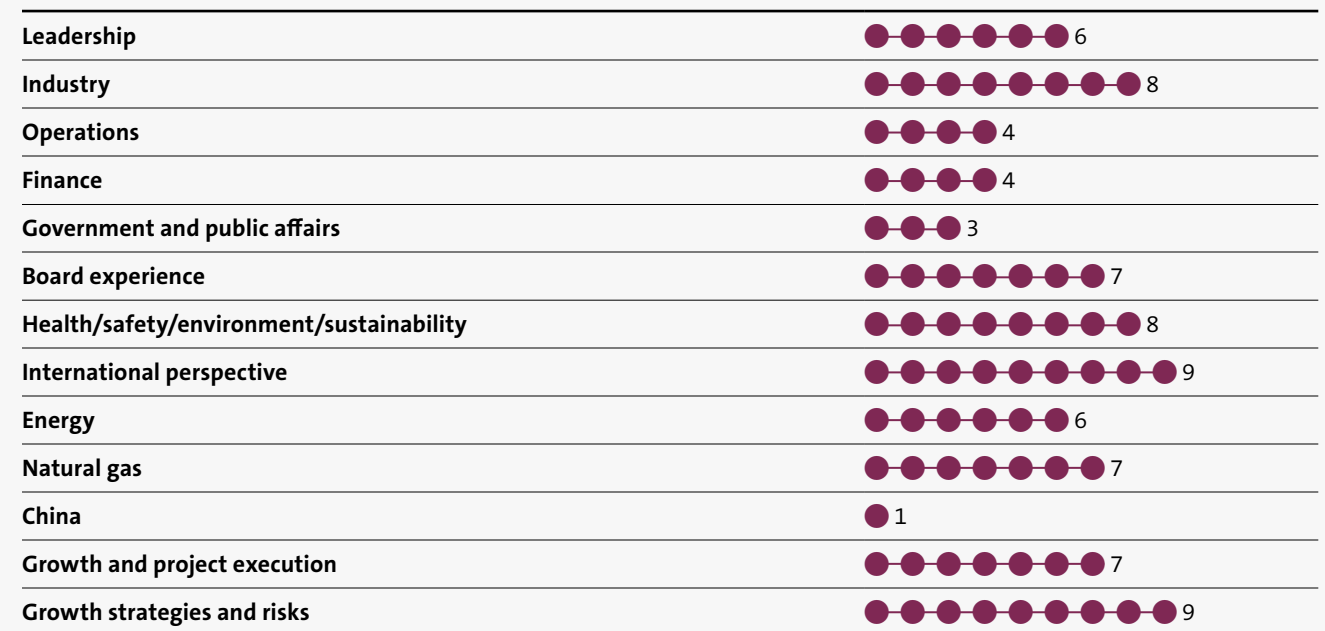 Leadership 6
Industry 8
Operations 4
Finance 4
Government and public affairs 3
Board experience 7
Health/safety/environment/sustainability 8
International perspective 9
Energy 6
Natural gas 7
China 1
Growth and project execution 7
Growth strategies and risks 9